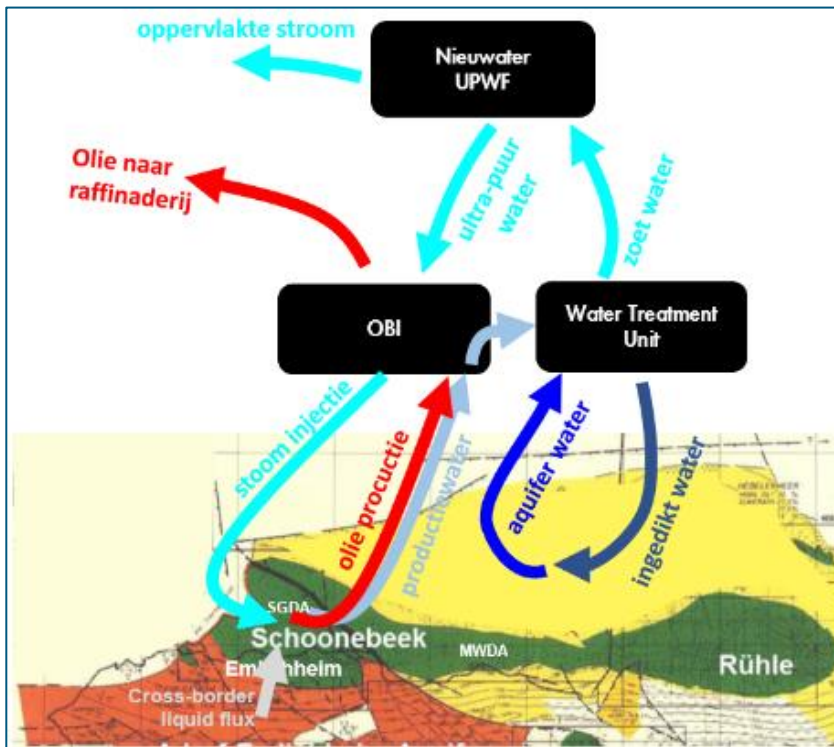 oppervlakte stroom
Nieuwater
UPWF
Olie naar
raffinaderij
ultra-puur
water
zoet water
OBI
Water Treatment
Unit
stoom injectie
olie procuctie
productiewater
aquifer water
ingedikt water
SGDA
Schoonebeek
MWDA
Rühle
Cross-border
liquid flux